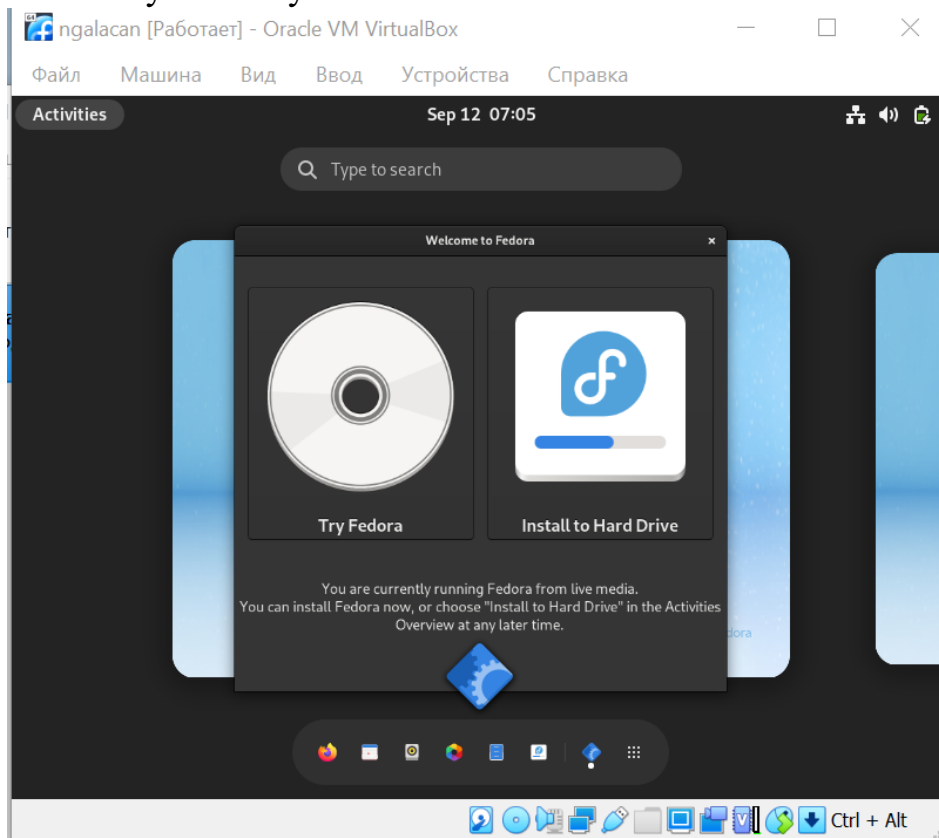 ngalacan [Работает] - Oracle VM VirtualBox
Файл Машина Вид Ввод Устройства Справка
Activities Sep 12 07:05
Type to search
Welcome to Fedora
Try Fedora Install to Hard Drive
You are currently running Fedora from live media.
You can install Fedora now, or choose "Install to Hard Drive" in the Activities
Overview at any later time.
dora
Ctrl + Alt